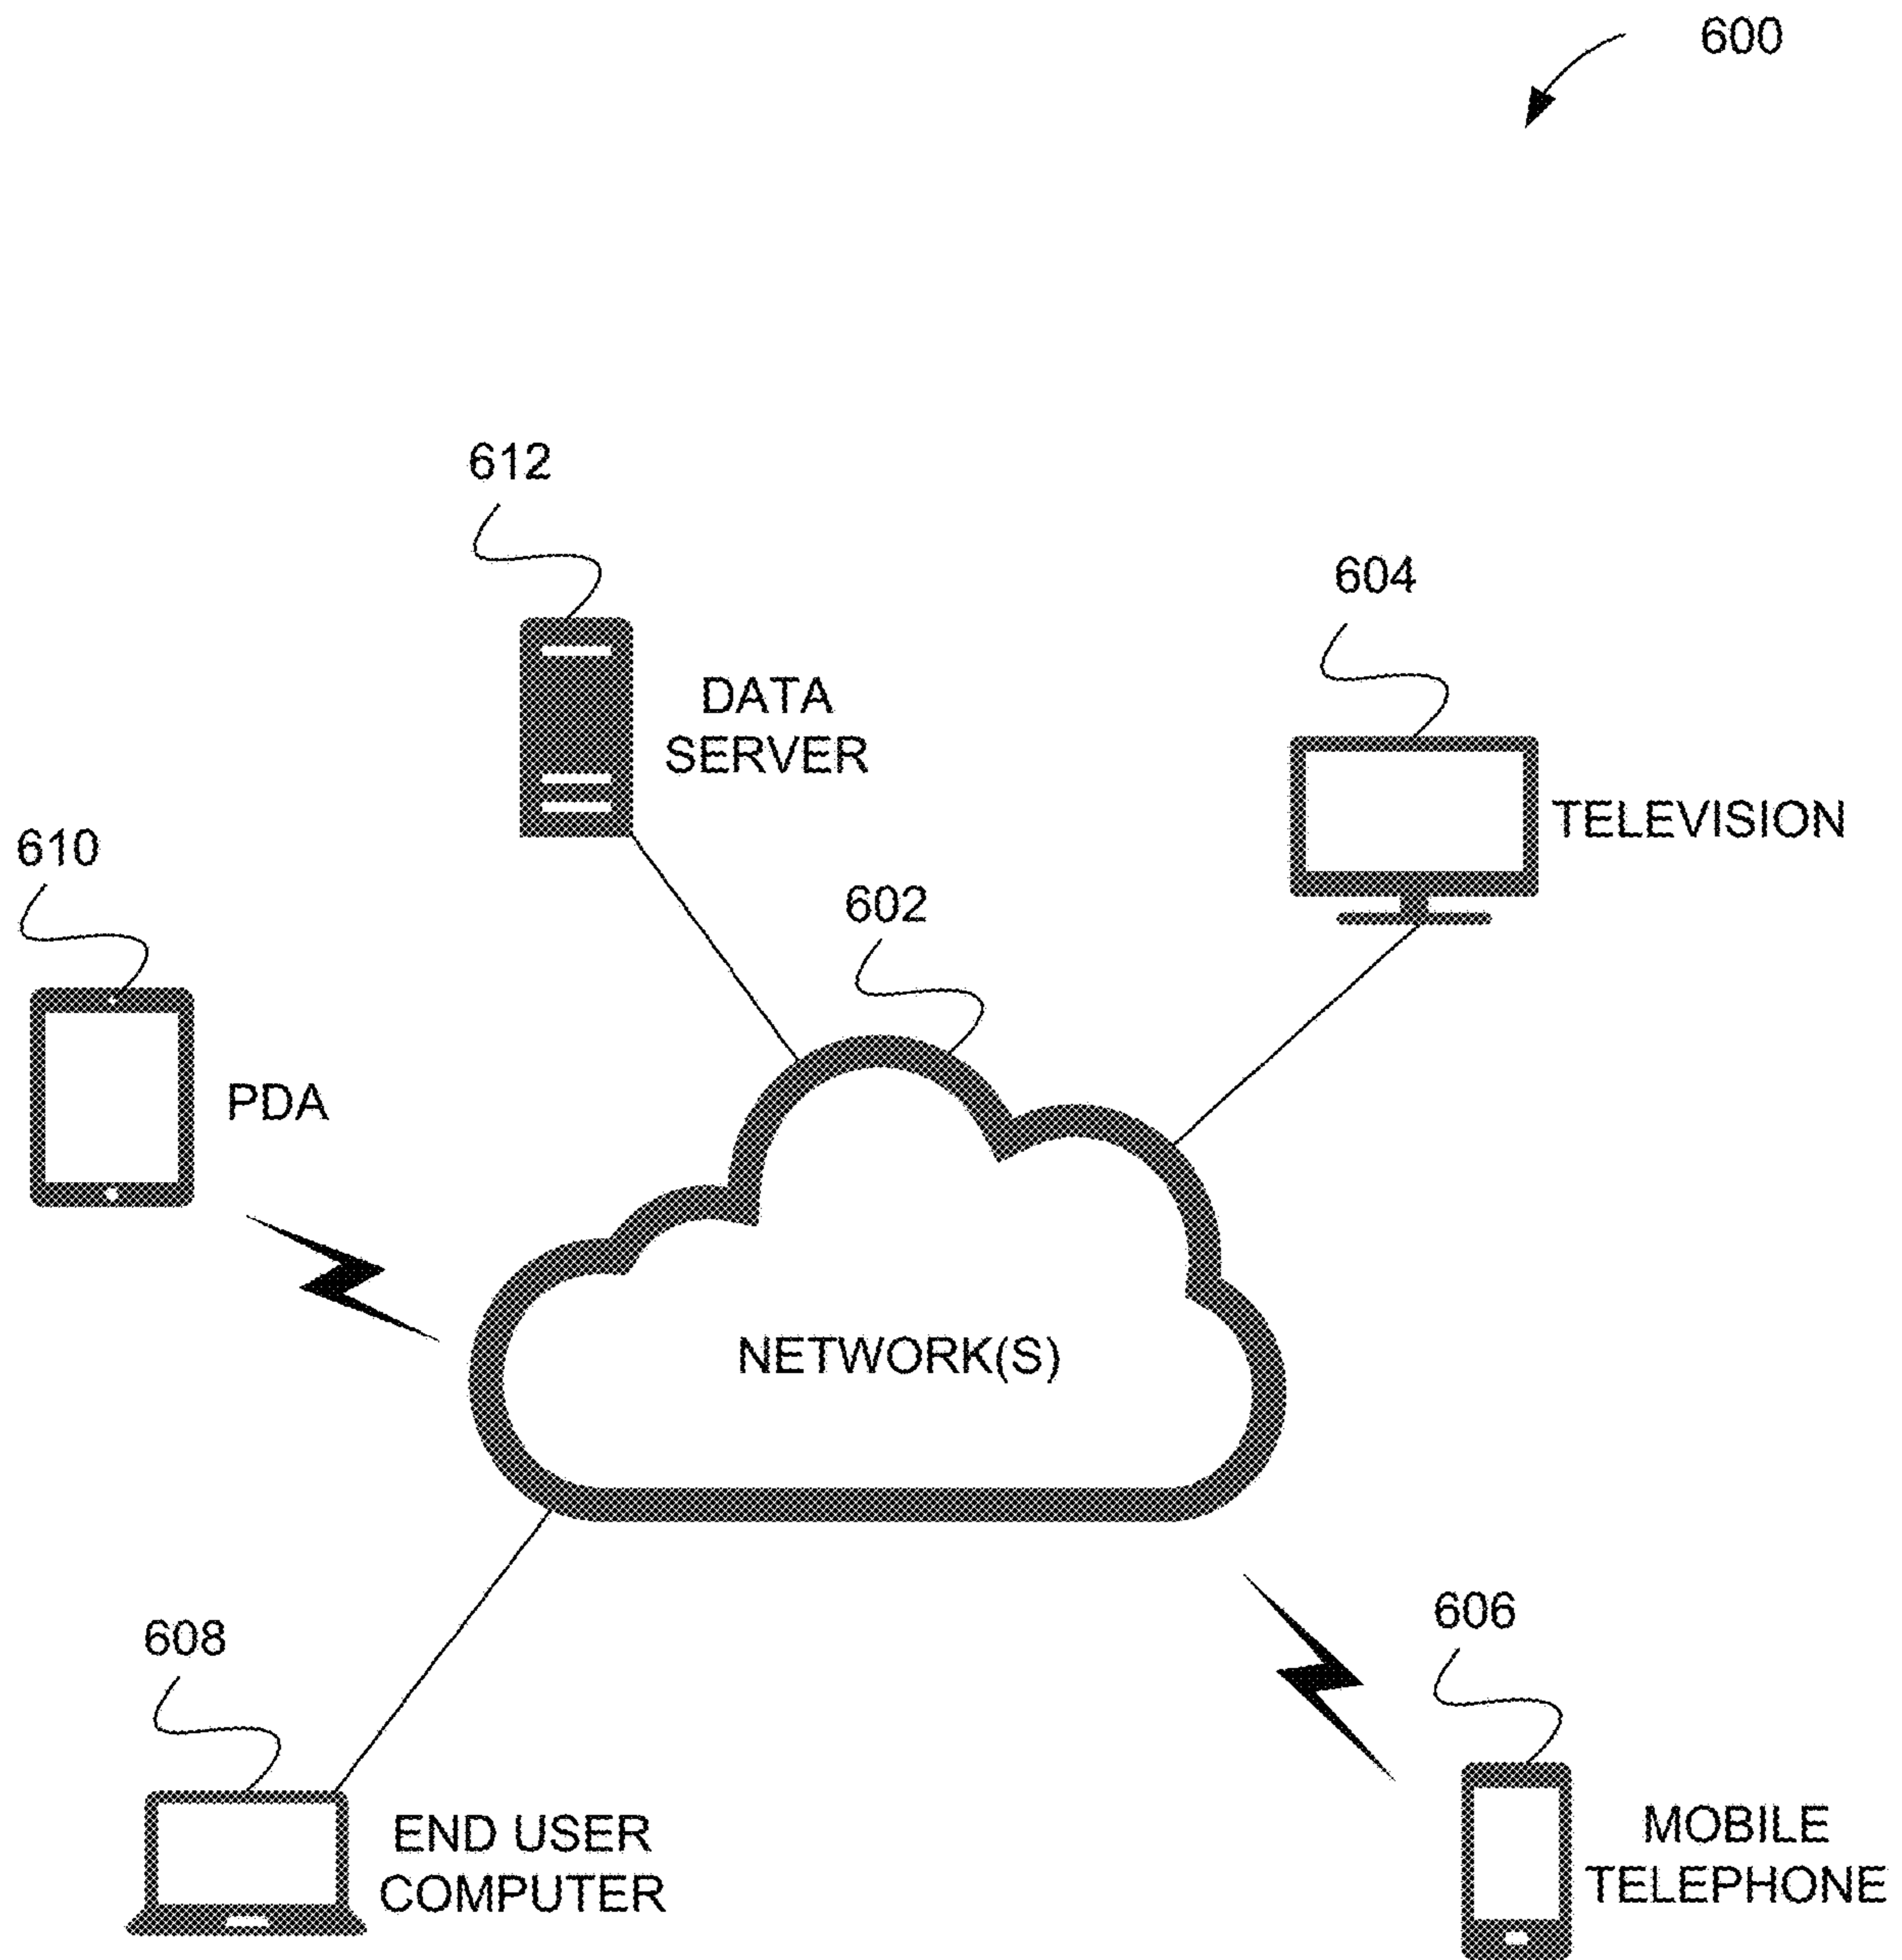 600
612
DATA
SERVER
604
TELEVISION
610
PDA
602
NETWORK(S)
608
END USER
COMPUTER
606
MOBILE
TELEPHONE